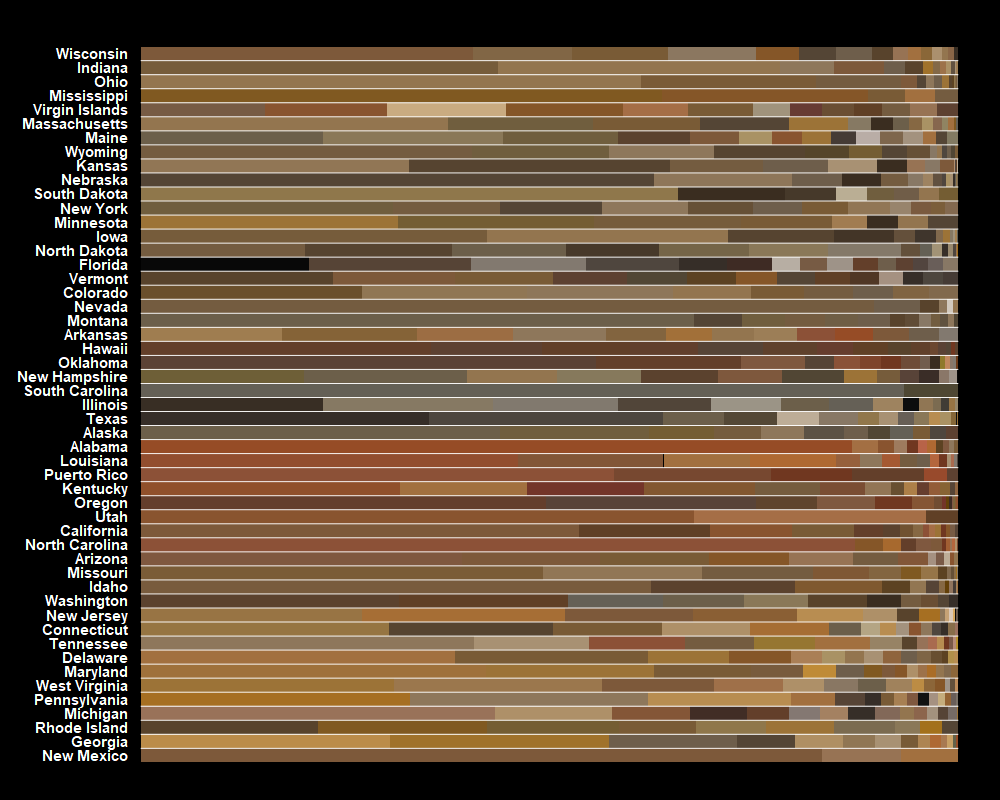 Wisconsin
Indiana
Ohio
Mississippi
Virgin Islands
Massachusetts
Maine
Wyoming
Kansas
Nebraska
South Dakota
New York
Minnesota
Iowa
North Dakota
Florida
Vermont
Colorado
Nevada
Montana
Arkansas
Hawaii
Oklahoma
New Hampshire
South Carolina
Illinois
Texas
Alaska
Alabama
Louisiana
Puerto Rico
Kentucky
Oregon
Utah
California
North Carolina
Arizona
Missouri
Idaho
Washington
New Jersey
Connecticut
Tennessee
Delaware
Maryland
West Virginia
Pennsylvania
Michigan
Rhode Island
Georgia
New Mexico